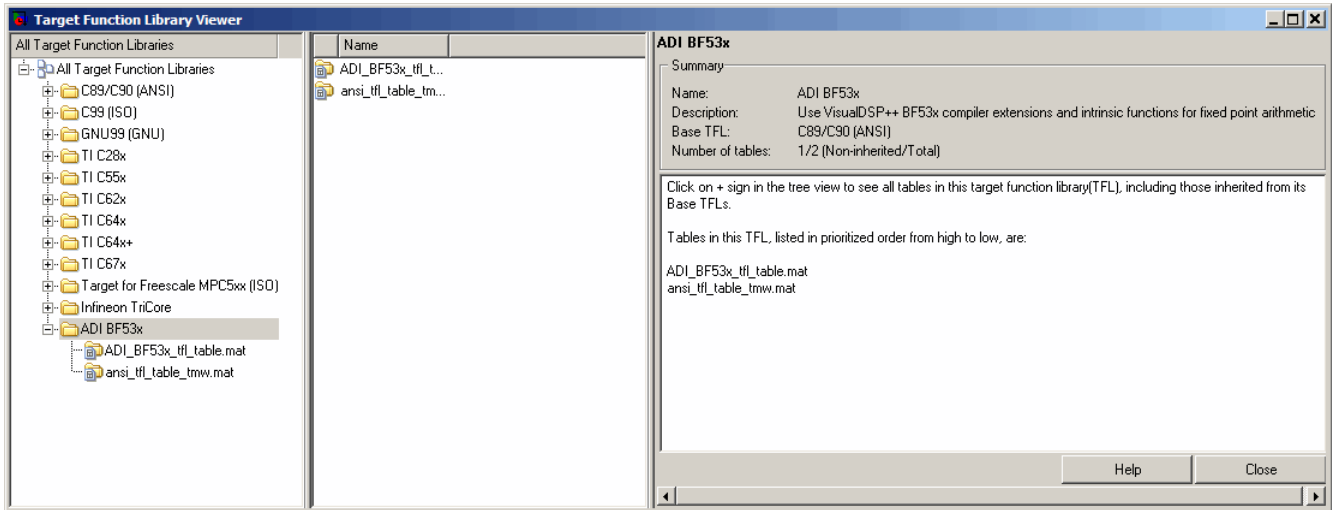 Target Function Library Viewer
All Target Function Libraries
All Target Function Libraries
C89/C90 (ANSI)
C99 (ISO)
GNU99 (GNU)
TI C28x
TI C55x
TI C62x
TI C64x
TI C64x+
TI C67x
Target for Freescale MPC5xx (ISO)
Infineon TriCore
ADI BF53x
ADI_BF53x_tfl_table.mat
ansi_tfl_table_tmw.mat
Name
ADI_BF53x_tfl_t...
ansi_tfl_table_tm...
ADI BF53x
Summary
Name: ADI BF53x
Description: Use VisualDSP++ BF53x compiler extensions and intrinsic functions for fixed point arithmetic
Base TFL: C89/C90 (ANSI)
Number of tables: 1/2 (Non-inherited/Total)
Click on + sign in the tree view to see all tables in this target function library(TFL), including those inherited from its
Base TFLs.
Tables in this TFL, listed in prioritized order from high to low, are:
ADI_BF53x_tfl_table.mat
ansi_tfl_table_tmw.mat
Help Close